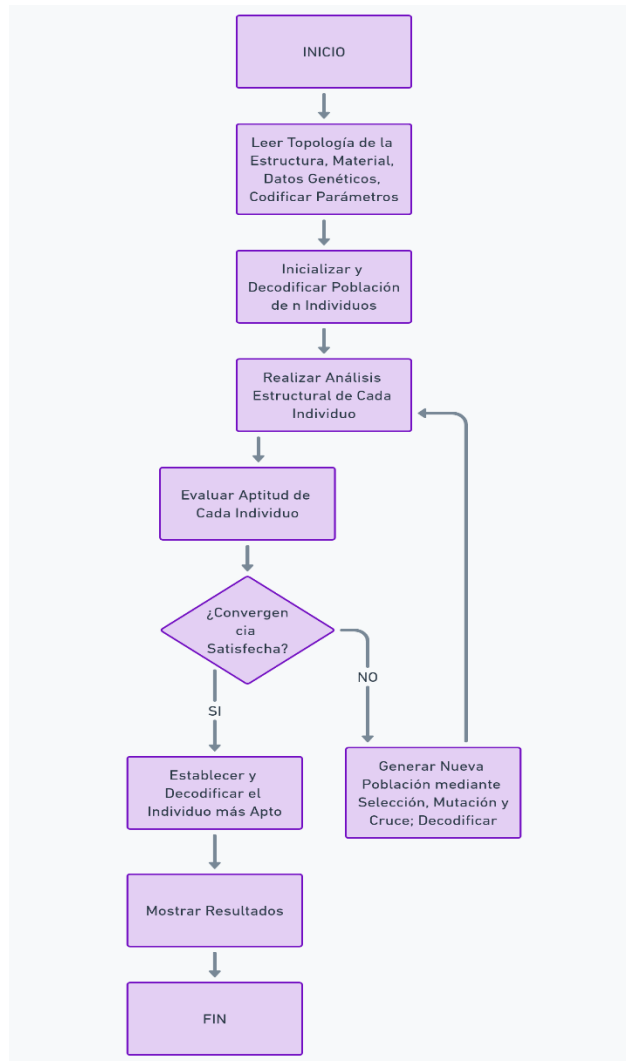 INICIO
Leer Topología de la
Estructura, Material,
Datos Genéticos,
Codificar Parámetros
Inicializar y
Decodificar Población
de n Individuos
Realizar Análisis
Estructural de Cada
Individuo
Evaluar Aptitud de
Cada Individuo
¿Convergen
cia
Satisfecha?
NO
SI
Establecer y
Decodificar el
Individuo más Apto
Generar Nueva
Población mediante
Selección, Mutación y
Cruce; Decodificar
Mostrar Resultados
FIN